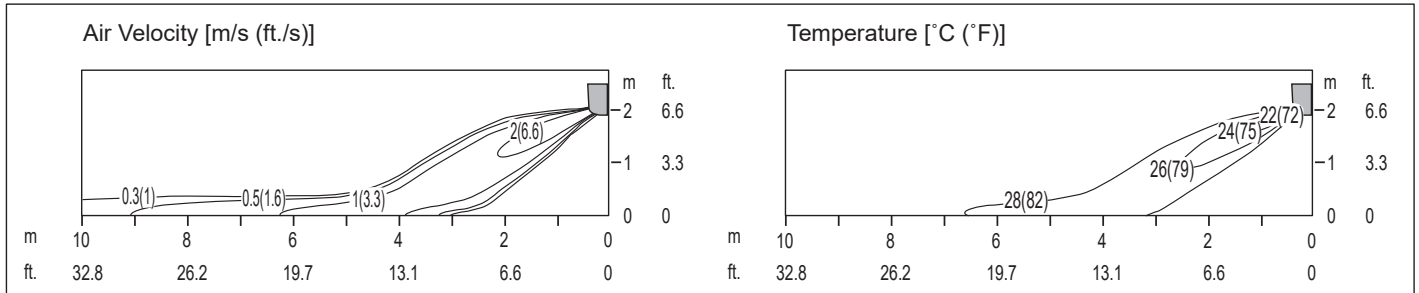 Air Velocity [m/s (ft./s)]
m ft.
2 6.6
2(6.6)
1 3.3
0.3(1) 0.5(1.6) 1(3.3)
0 0
m 10 8 6 4 2 0
ft. 32.8 26.2 19.7 13.1 6.6 0
Temperature [˚C (˚F)]
m ft.
22(72) 2 6.6
24(75)
26(79) 1 3.3
28(82)
0 0
m 10 8 6 4 2 0
ft. 32.8 26.2 19.7 13.1 6.6 0